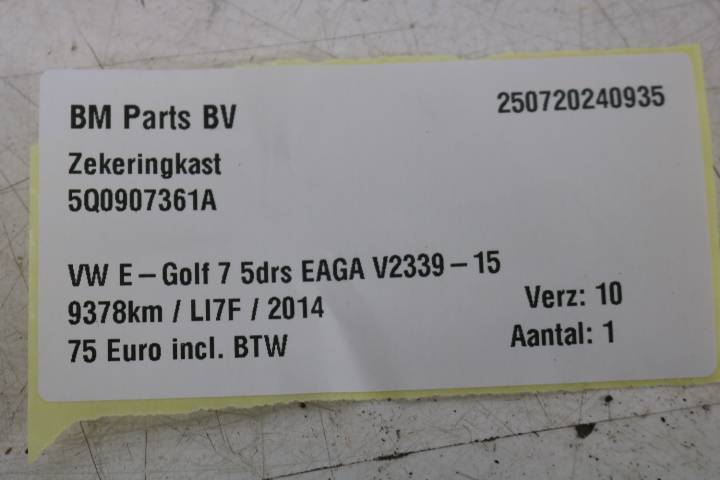 BM Parts BV
250720240935
Zekeringkast
5Q0907361A
VW E-Golf 7 5drs EAGA V2339-15
9378km / LI7F / 2014
Verz: 10
75 Euro incl. BTW
Aantal: 1